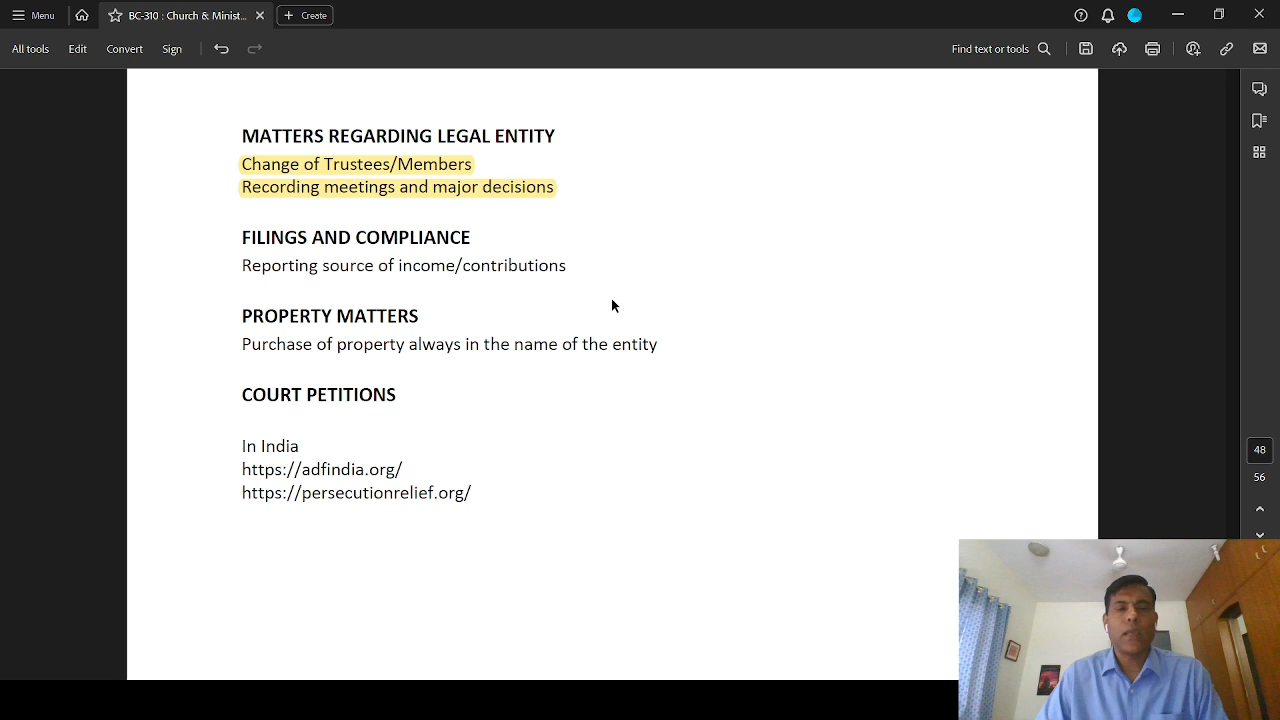 Menu
BC-310 : Church & Minist...
Create
All tools
Edit
Convert
Sign
Find text or tools
MATTERS REGARDING LEGAL ENTITY
Change of Trustees/Members
Recording meetings and major decisions
FILINGS AND COMPLIANCE
Reporting source of income/contributions
PROPERTY MATTERS
Purchase of property always in the name of the entity
COURT PETITIONS
In India
https://adfindia.org/
https://persecutionrelief.org/
48
56